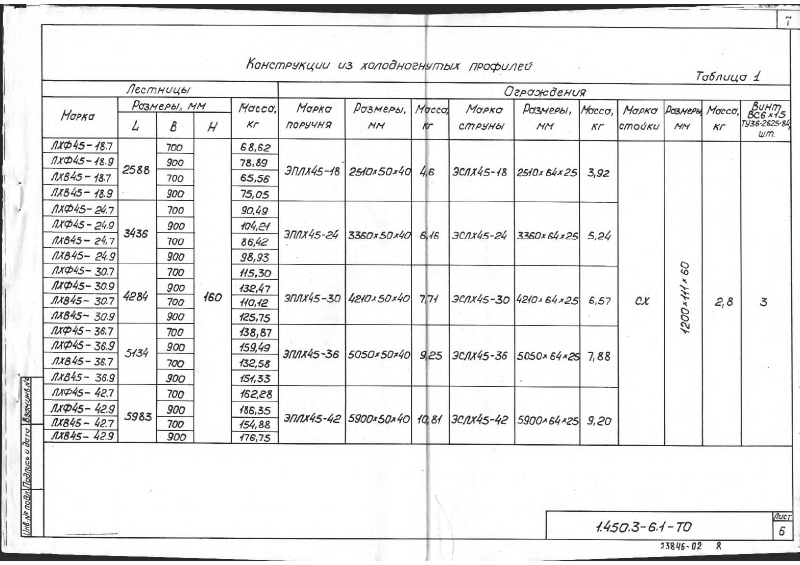 7
Конструкции из холодногнутых профилей
Таблица 1
Лестницы Ограждения
Марка Размеры, мм Масса, кг Марка поручня Размеры, мм Масса, кг Марка струны Размеры, мм Масса, кг Марка стойки Размеры, мм Масса, кг Винт ВС6×15 ТУ36-2625-84, шт.
L B H
ЛХФ45-18.7 2588 700 160 68,62 ЭПЛХ45-18 2510×50×40 4,6 ЭСЛХ45-18 2510×64×25 3,92 СХ 1200×111×60 2,8 3
ЛХФ45-18.9 900 78,89
ЛХВ45-18.7 700 65,56
ЛХВ45-18.9 900 75,05
ЛХФ45-24.7 3436 700 90,49 ЭПЛХ45-24 3360×50×40 6,16 ЭСЛХ45-24 3360×64×25 5,24
ЛХФ45-24.9 900 104,21
ЛХВ45-24.7 700 86,42
ЛХВ45-24.9 900 98,93
ЛХФ45-30.7 4284 700 115,30 ЭПЛХ45-30 4210×50×40 7,71 ЭСЛХ45-30 4210×64×25 6,57
ЛХФ45-30.9 900 132,47
ЛХВ45-30.7 700 110,12
ЛХВ45-30.9 900 125,75
ЛХФ45-36.7 5134 700 138,87 ЭПЛХ45-36 5050×50×40 9,25 ЭСЛХ45-36 5050×64×25 7,88
ЛХФ45-36.9 900 159,49
ЛХВ45-36.7 700 132,58
ЛХВ45-36.9 900 151,33
ЛХФ45-42.7 5983 700 162,28 ЭПЛХ45-42 5900×50×40 10,81 ЭСЛХ45-42 5900×64×25 9,20
ЛХФ45-42.9 900 186,35
ЛХВ45-42.7 700 154,88
ЛХВ45-42.9 900 176,75
Инв.№ подл. Подпись и дата Взам.инв.№
1.450.3-6.1-ТО
Лист
6
23846-02 8